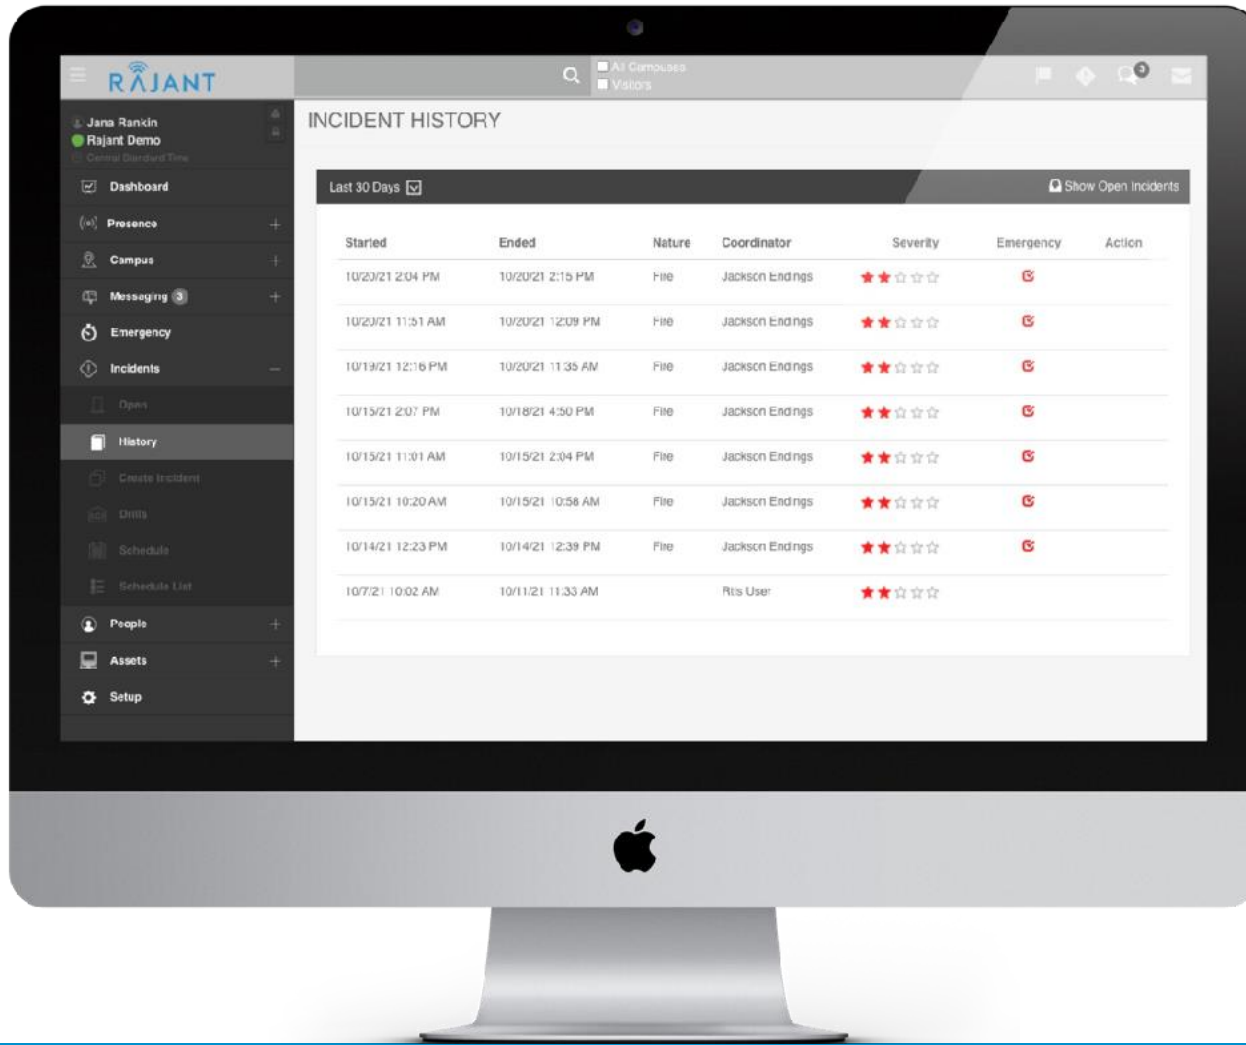 RAJANT
All Campuses
Visitors
3
Jana Rankin
Rajant Demo
Central Standard Time
Dashboard
Presence
Campus
Messaging 3
Emergency
Incidents
Open
History
Create Incident
Drills
Schedule
Schedule List
People
Assets
Setup
INCIDENT HISTORY
Last 30 Days
Show Open Incidents
Started Ended Nature Coordinator Severity Emergency Action
10/20/21 2:04 PM 10/20/21 2:15 PM Fire Jackson Endings
10/20/21 11:51 AM 10/20/21 12:09 PM Fire Jackson Endings
10/19/21 12:16 PM 10/20/21 11:35 AM Fire Jackson Endings
10/15/21 2:07 PM 10/18/21 4:50 PM Fire Jackson Endings
10/15/21 11:01 AM 10/15/21 2:04 PM Fire Jackson Endings
10/15/21 10:20 AM 10/15/21 10:58 AM Fire Jackson Endings
10/14/21 12:23 PM 10/14/21 12:39 PM Fire Jackson Endings
10/7/21 10:02 AM 10/11/21 11:33 AM User